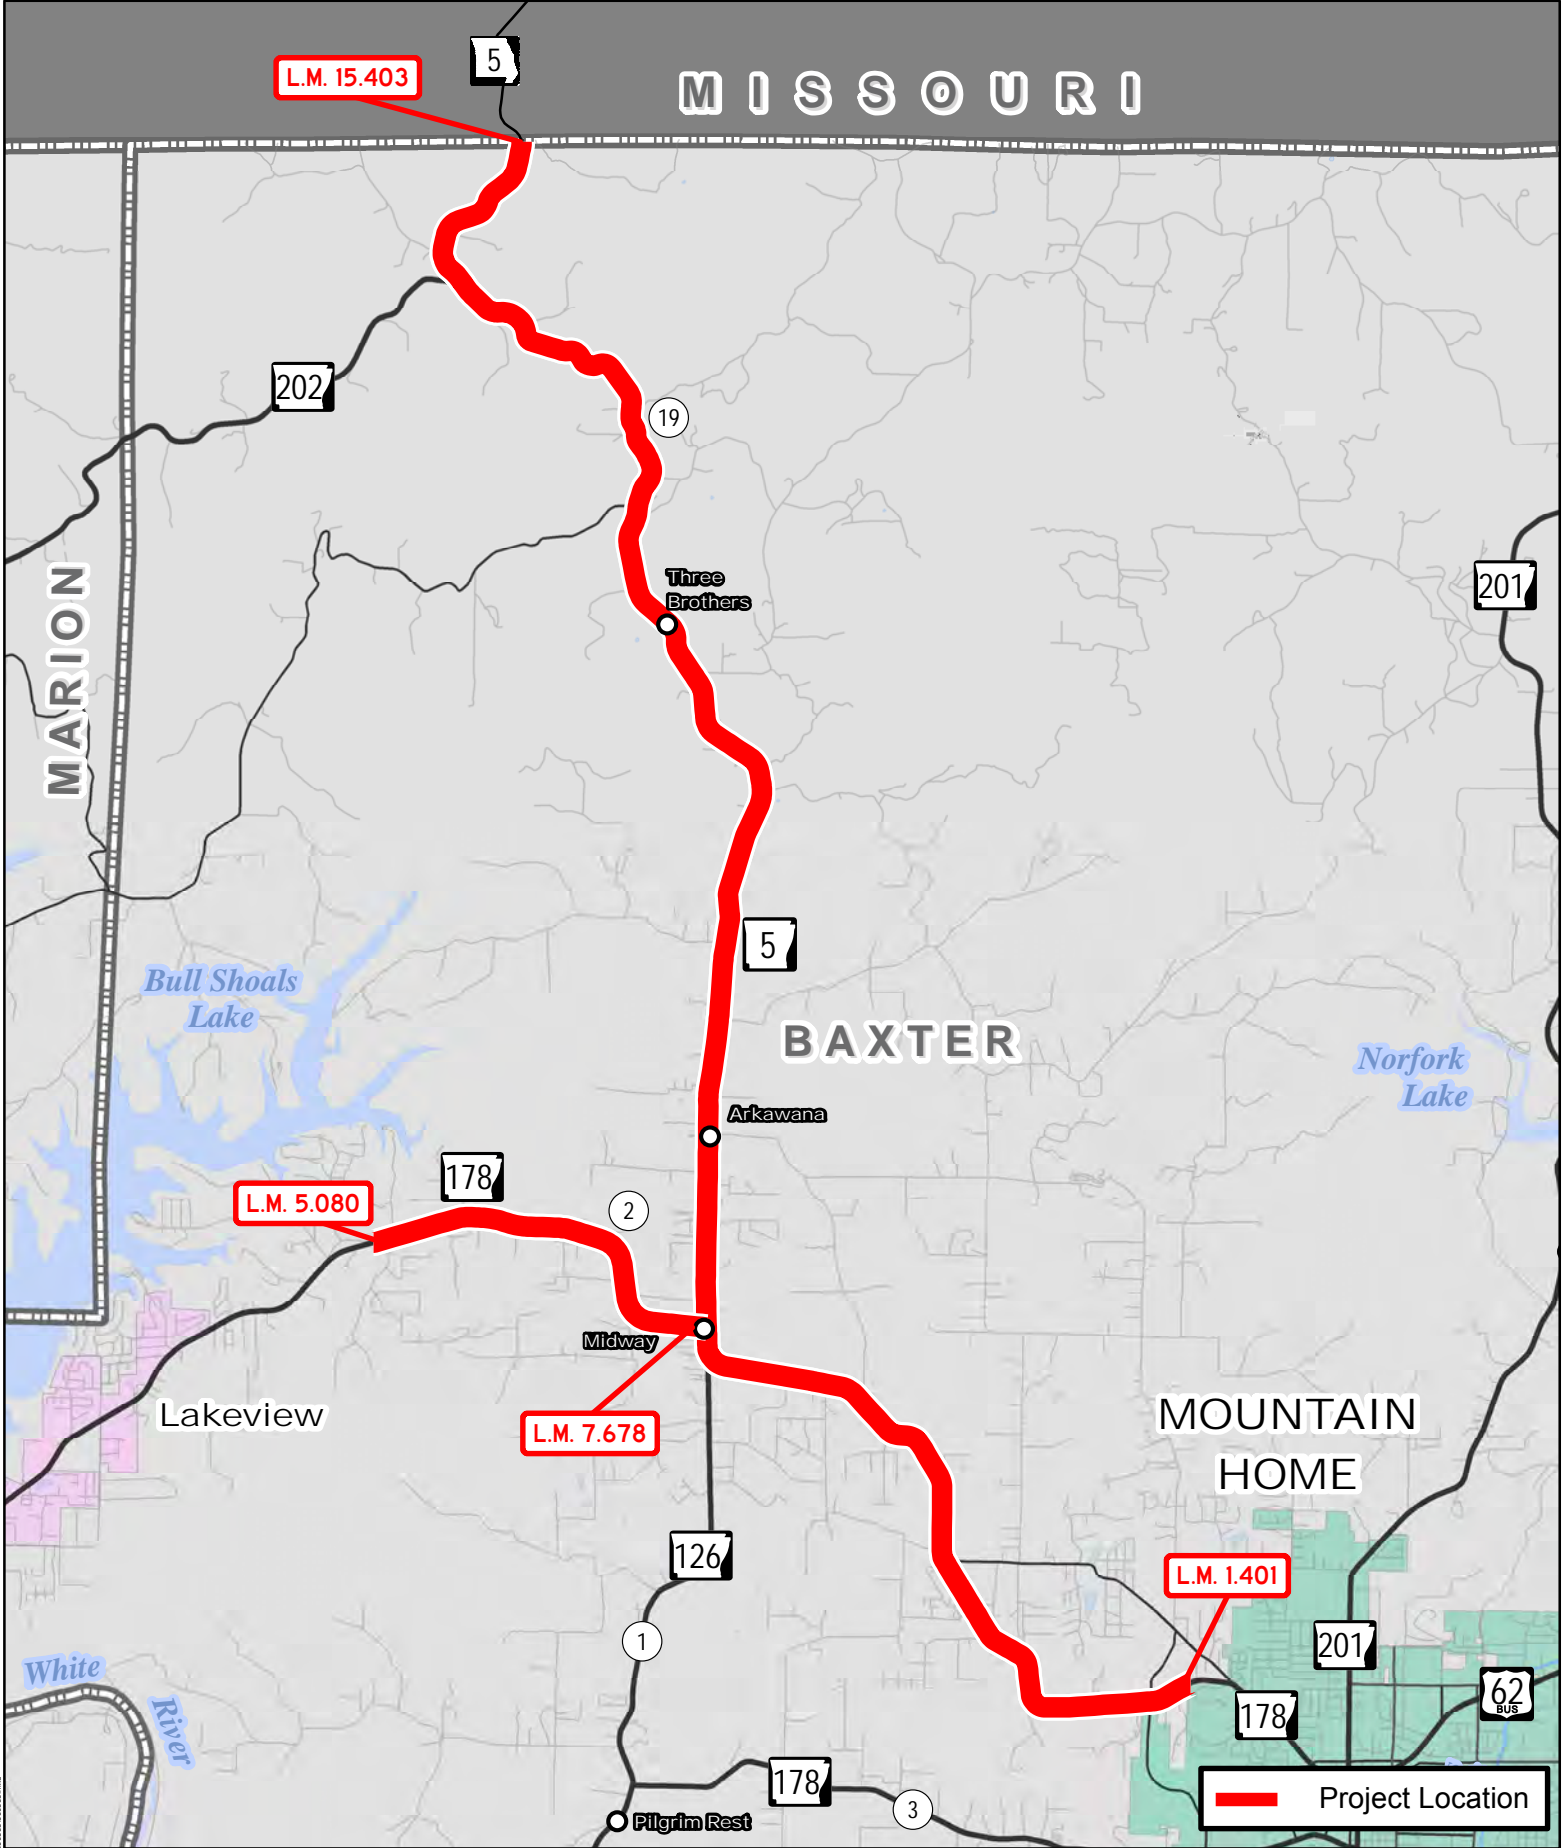 5
L.M. 15.403
MISSOURI
202
19
MARION
Three
Brothers
201
5
Bull Shoals
Lake
BAXTER
Norfork
Lake
Arkawana
178
2
L.M. 5.080
Midway
Lakeview
L.M. 7.678
MOUNTAIN
HOME
126
L.M. 1.401
1
201
White
River
62
BUS
178
178
3
Pilgrim Rest
Project Location